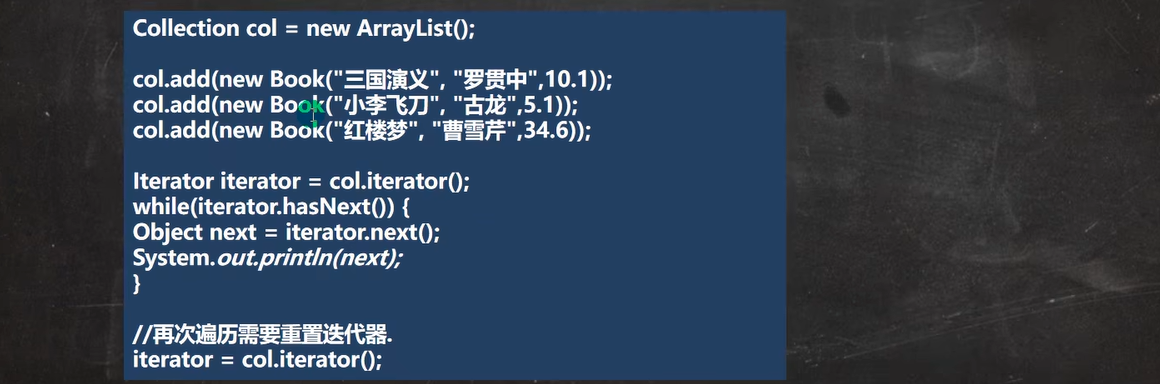 Collection col = new ArrayList();
col.add(new Book("三国演义", "罗贯中",10.1));
col.add(new Book("小李飞刀", "古龙",5.1));
col.add(new Book("红楼梦", "曹雪芹",34.6));
Iterator iterator = col.iterator();
while(iterator.hasNext()) {
Object next = iterator.next();
System.out.println(next);
}
//再次遍历需要重置迭代器.
iterator = col.iterator();